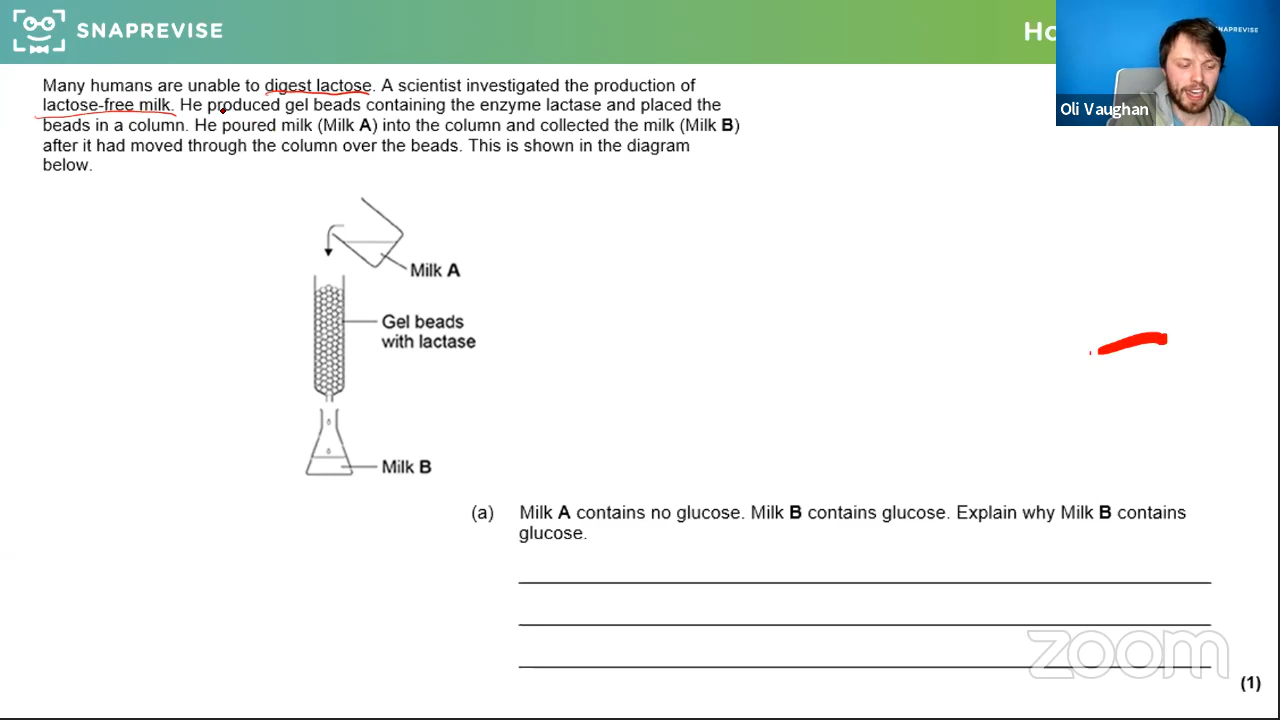 SNAPREVISE
Ho
NAPREVISE
Oli Vaughan
Many humans are unable to digest lactose. A scientist investigated the production of
lactose-free milk. He produced gel beads containing the enzyme lactase and placed the
beads in a column. He poured milk (Milk A) into the column and collected the milk (Milk B)
after it had moved through the column over the beads. This is shown in the diagram
below.
Milk A
Gel beads
with lactase
Milk B
(a) Milk A contains no glucose. Milk B contains glucose. Explain why Milk B contains
glucose.
zoom
(1)